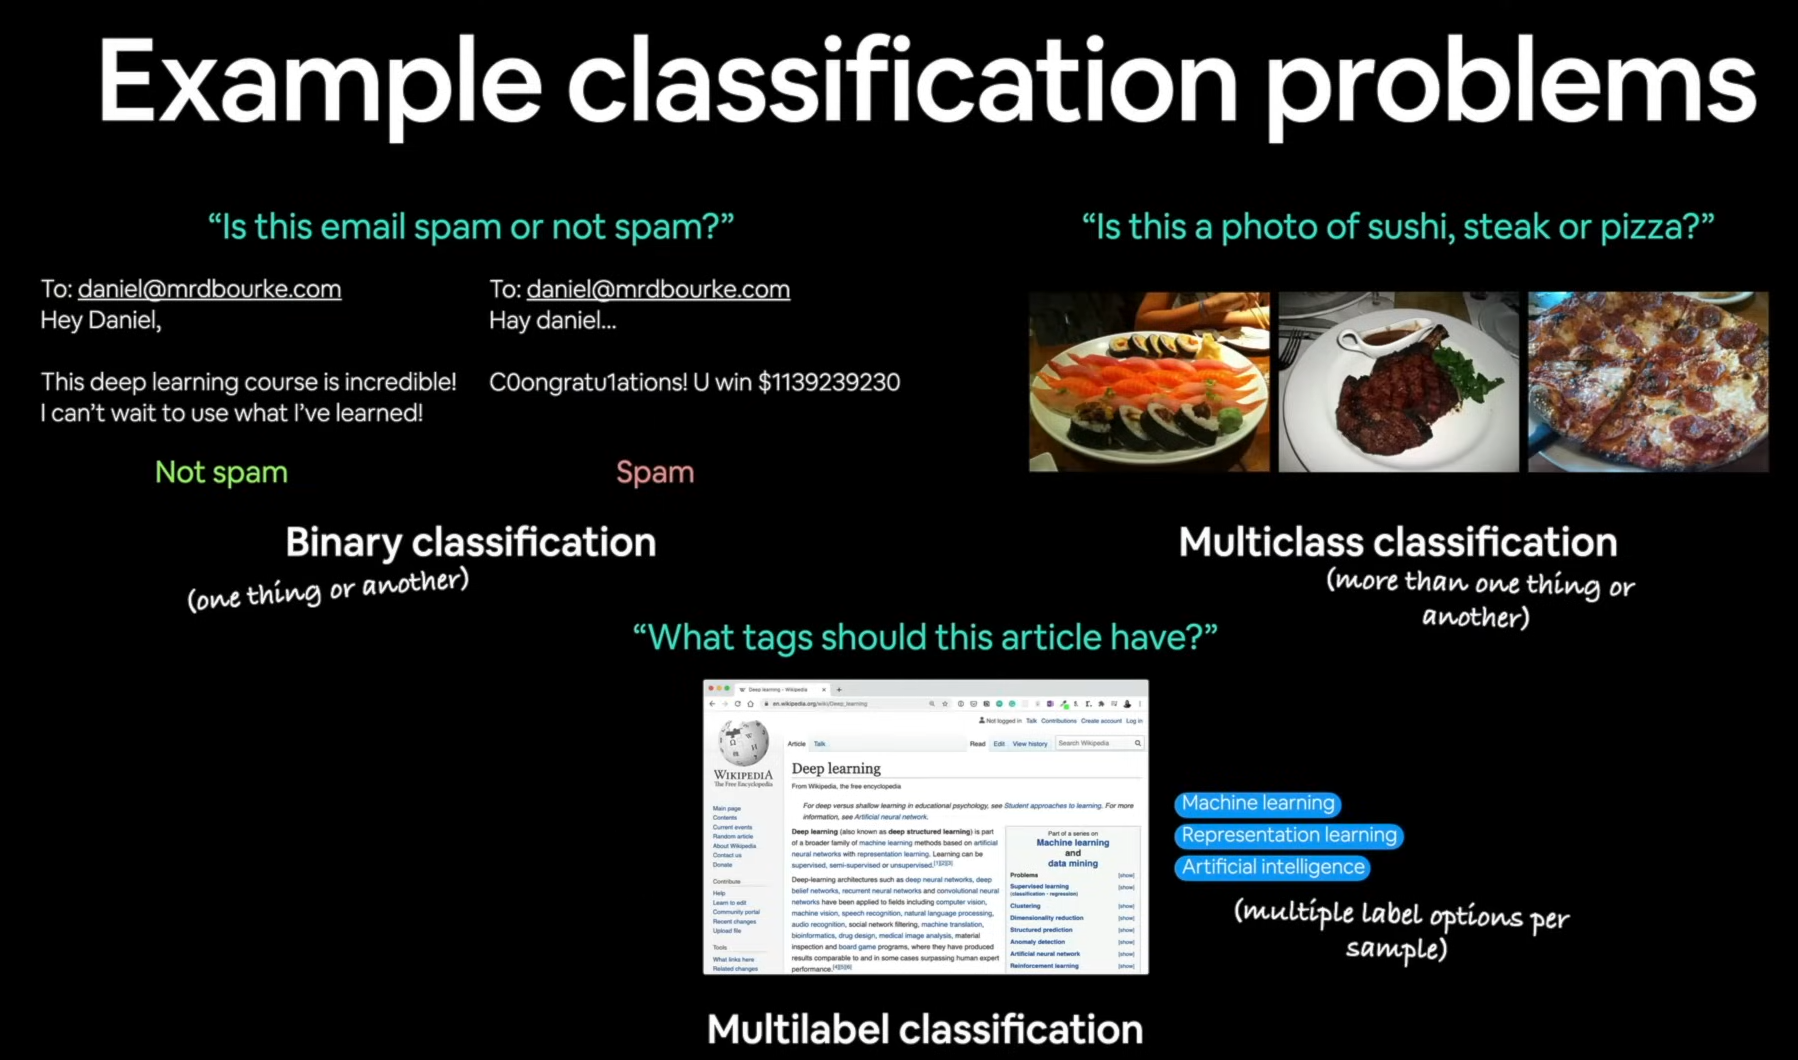 Example classification problems
“Is this email spam or not spam?”
To: daniel@mrdbourke.com
Hey Daniel,
This deep learning course is incredible!
I can’t wait to use what I’ve learned!
Not spam
To: daniel@mrdbourke.com
Hay daniel...
C0ongratu1ations! U win $1139239230
Spam
Binary classification
(one thing or another)
“Is this a photo of sushi, steak or pizza?”
Multiclass classification
(more than one thing or
another)
“What tags should this article have?”
Deep learning - Wikipedia
en.wikipedia.org/wiki/Deep_learning
Not logged in Talk Contributions Create account Log in
Article Talk
Read Edit View history Search Wikipedia
WIKIPEDIA
The Free Encyclopedia
Main page
Contents
Current events
Random article
About Wikipedia
Contact us
Donate
Contribute
Help
Learn to edit
Community portal
Recent changes
Upload file
Tools
What links here
Related changes
Deep learning
From Wikipedia, the free encyclopedia
For deep versus shallow learning in educational psychology, see Student approaches to learning. For more
information, see Artificial neural network.
Deep learning (also known as deep structured learning) is part
of a broader family of machine learning methods based on artificial
neural networks with representation learning. Learning can be
supervised, semi-supervised or unsupervised.[1][2][3]
Deep-learning architectures such as deep neural networks, deep
belief networks, recurrent neural networks and convolutional neural
networks have been applied to fields including computer vision,
machine vision, speech recognition, natural language processing,
audio recognition, social network filtering, machine translation,
bioinformatics, drug design, medical image analysis, material
inspection and board game programs, where they have produced
results comparable to and in some cases surpassing human expert
performance.[4][5][6]
Part of a series on
Machine learning
and
data mining
Problems [show]
Supervised learning [show]
(classification • regression)
Clustering [show]
Dimensionality reduction [show]
Structured prediction [show]
Anomaly detection [show]
Artificial neural network [show]
Reinforcement learning [show]
Machine learning
Representation learning
Artificial intelligence
(multiple label options per
sample)
Multilabel classification